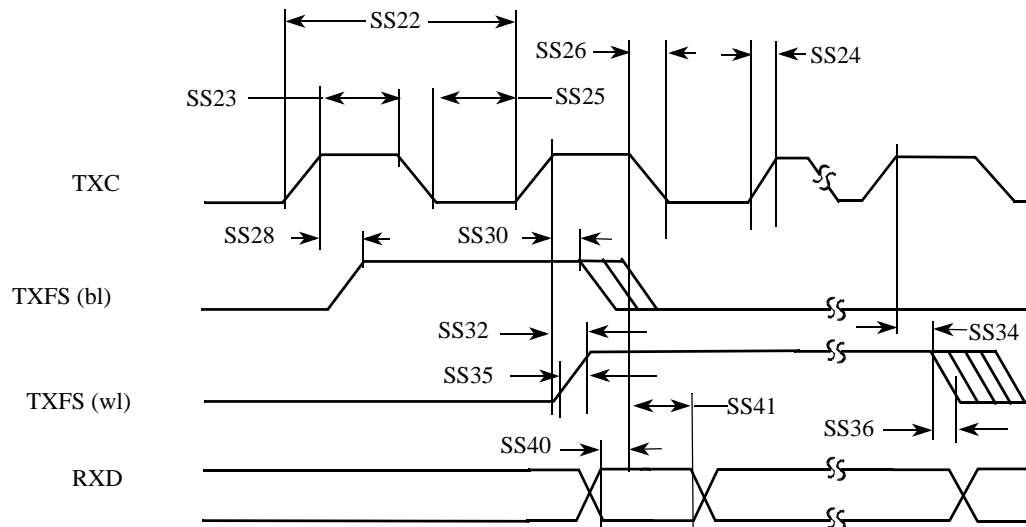 SS22
SS26
SS24
SS23
SS25
TXC
SS28
SS30
TXFS (bl)
SS32
SS34
SS35
TXFS (wl)
SS41
SS36
SS40
RXD